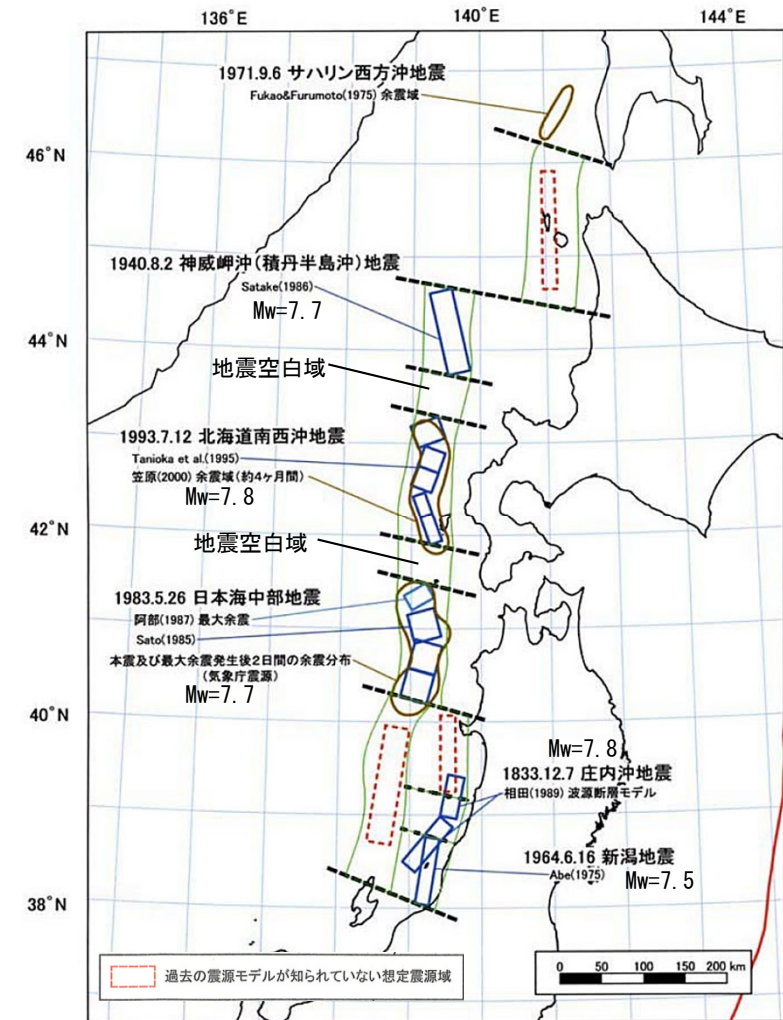 136°E 140°E 144°E
1971.9.6 サハリン西方沖地震
Fukao&Furumoto(1975) 余震域
46°N
1940.8.2 神威岬沖(積丹半島沖)地震
Satake(1986)
Mw=7.7
44°N
地震空白域
1993.7.12 北海道南西沖地震
Tanioka et al.(1995)
笠原(2000) 余震域(約4ヶ月間)
Mw=7.8
42°N
地震空白域
1983.5.26 日本海中部地震
阿部(1987) 最大余震
Sato(1985)
本震及び最大余震発生後2日間の余震分布
(気象庁震源)
Mw=7.7
40°N
Mw=7.8
1833.12.7 庄内沖地震
相田(1989) 波源断層モデル
1964.6.16 新潟地震
Abe(1975)
Mw=7.5
38°N
過去の震源モデルが知られていない想定震源域
0 50 100 150 200 km